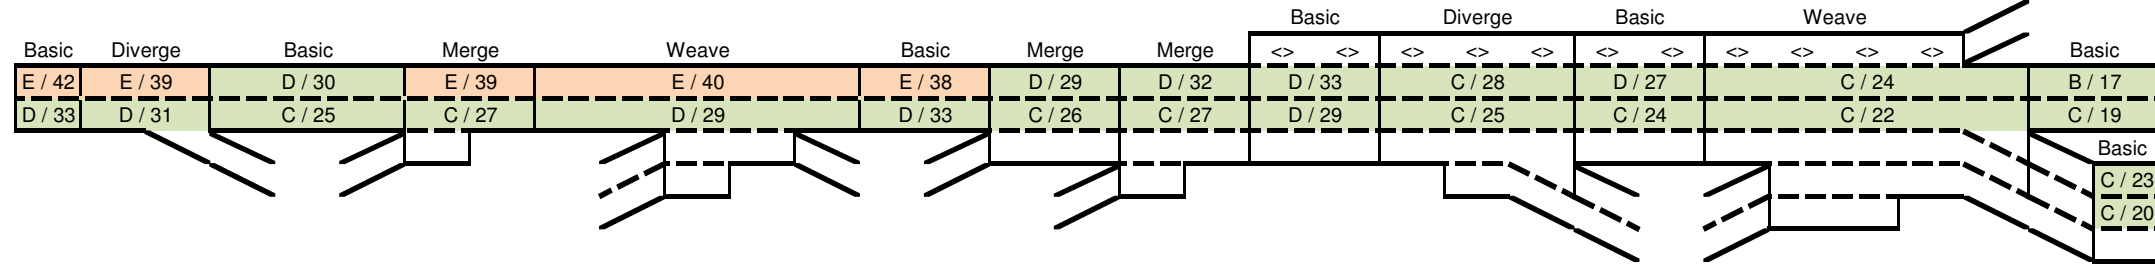 Basic Diverge Basic Weave
Basic Diverge Basic Merge Weave Basic Merge Merge <> <> <> <> <> <> <> <> <> <> <> Basic
E / 42 E / 39 D / 30 E / 39 E / 40 E / 38 D / 29 D / 32 D / 33 C / 28 D / 27 C / 24 B / 17
D / 33 D / 31 C / 25 C / 27 D / 29 D / 33 C / 26 C / 27 D / 29 C / 25 C / 24 C / 22 C / 19
Basic
C / 23
C / 20